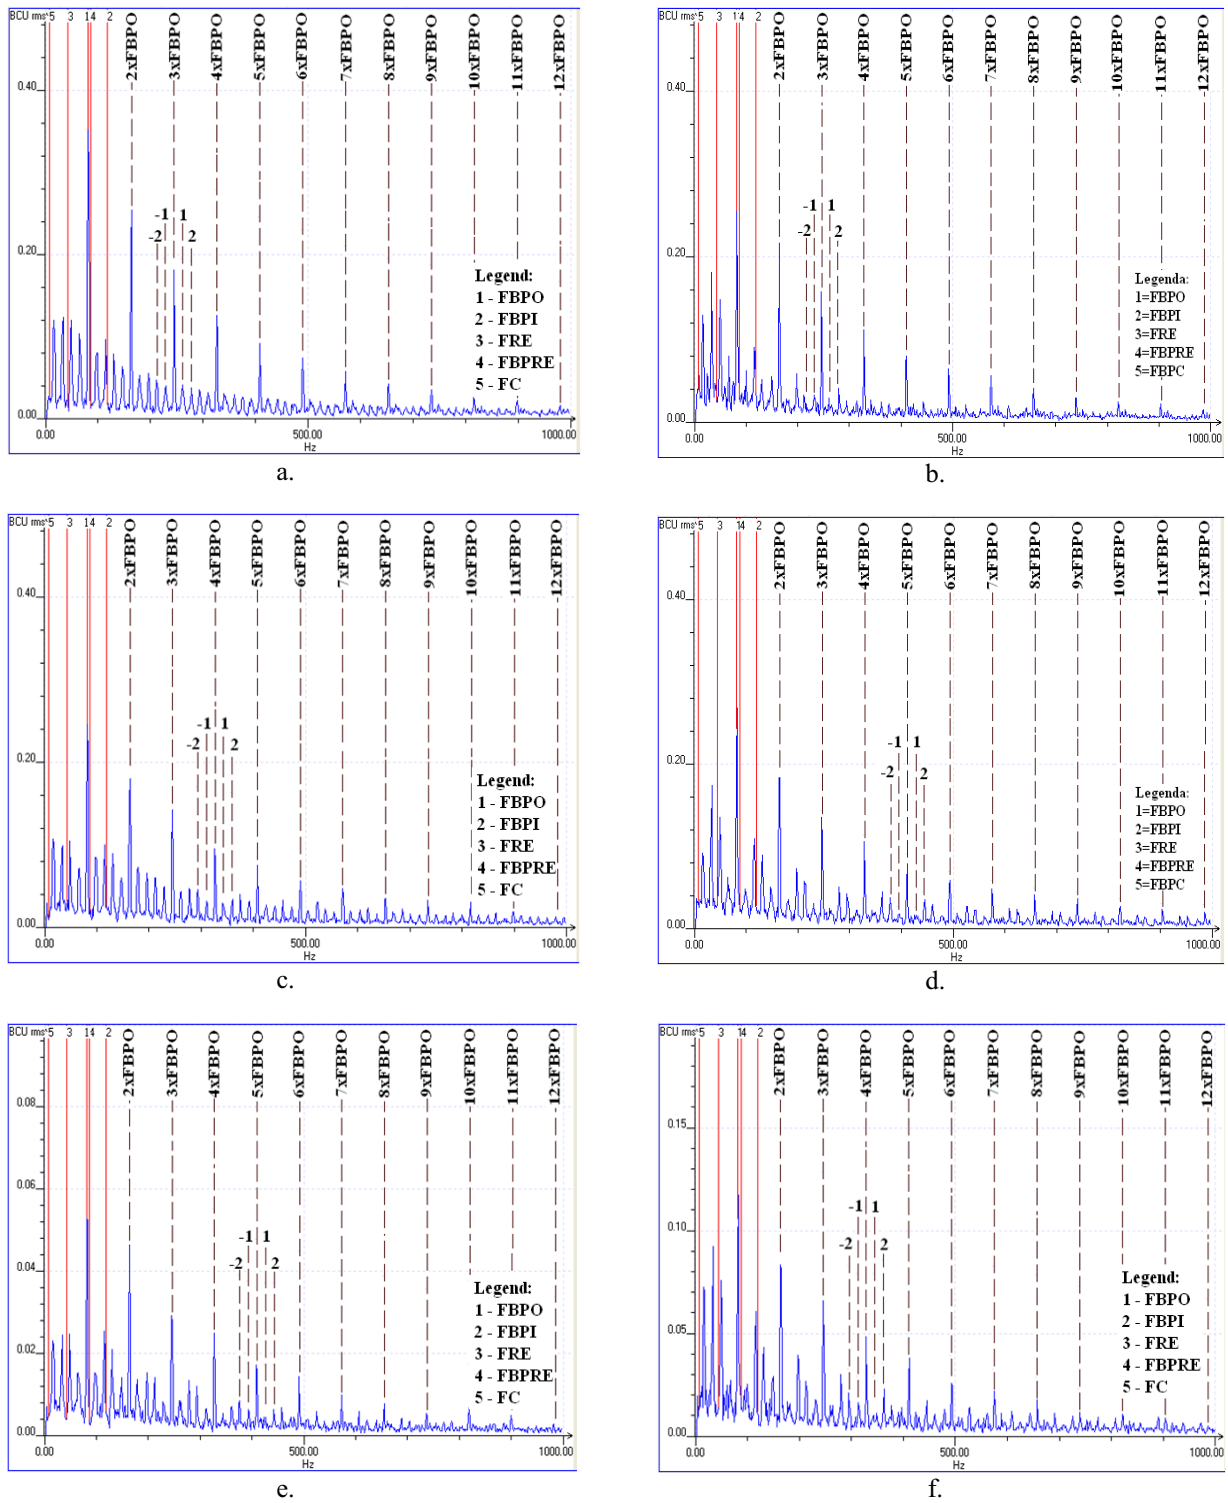 BCU rms^5 3 1 4 2
2xFBPO
3xFBPO
4xFBPO
5xFBPO
6xFBPO
7xFBPO
8xFBPO
9xFBPO
10xFBPO
11xFBPO
12xFBPO
0.40
-1 1
-2 2
0.20
Legend:
1 - FBPO
2 - FBPI
3 - FRE
4 - FBPRE
5 - FC
0.00
0.00 500.00 1000.00
Hz
a.
BCU rms^5 3 1 4 2
2xFBPO
3xFBPO
4xFBPO
5xFBPO
6xFBPO
7xFBPO
8xFBPO
9xFBPO
10xFBPO
11xFBPO
12xFBPO
0.40
-1 1
-2 2
0.20
Legenda:
1=FBPO
2=FBPI
3=FRE
4=FBPRE
5=FBPC
0.00
0.00 500.00 1000.00
Hz
b.
BCU rms^5 3 1 4 2
2xFBPO
3xFBPO
4xFBPO
5xFBPO
6xFBPO
7xFBPO
8xFBPO
9xFBPO
10xFBPO
11xFBPO
12xFBPO
0.40
-1 1
-2 2
0.20
Legend:
1 - FBPO
2 - FBPI
3 - FRE
4 - FBPRE
5 - FC
0.00
0.00 500.00 1000.00
Hz
c.
BCU rms^5 3 1 4 2
2xFBPO
3xFBPO
4xFBPO
5xFBPO
6xFBPO
7xFBPO
8xFBPO
9xFBPO
10xFBPO
11xFBPO
12xFBPO
0.40
-1 1
0.20
-2 2
Legenda:
1=FBPO
2=FBPI
3=FRE
4=FBPRE
5=FBPC
0.00
0.00 500.00 1000.00
Hz
d.
BCU rms^5 3 1 4 2
2xFBPO
3xFBPO
4xFBPO
5xFBPO
6xFBPO
7xFBPO
8xFBPO
9xFBPO
10xFBPO
11xFBPO
12xFBPO
0.08
0.06
-1 1
-2 2
0.04
Legend:
1 - FBPO
2 - FBPI
3 - FRE
0.02
4 - FBPRE
5 - FC
0.00
0.00 500.00 1000.00
Hz
e.
BCU rms^5 3 1 4 2
2xFBPO
3xFBPO
4xFBPO
5xFBPO
6xFBPO
7xFBPO
8xFBPO
9xFBPO
10xFBPO
11xFBPO
12xFBPO
0.15
-1 1
0.10
-2 2
Legend:
1 - FBPO
2 - FBPI
0.05
3 - FRE
4 - FBPRE
5 - FC
0.00
0.00 500.00 1000.00
Hz
f.